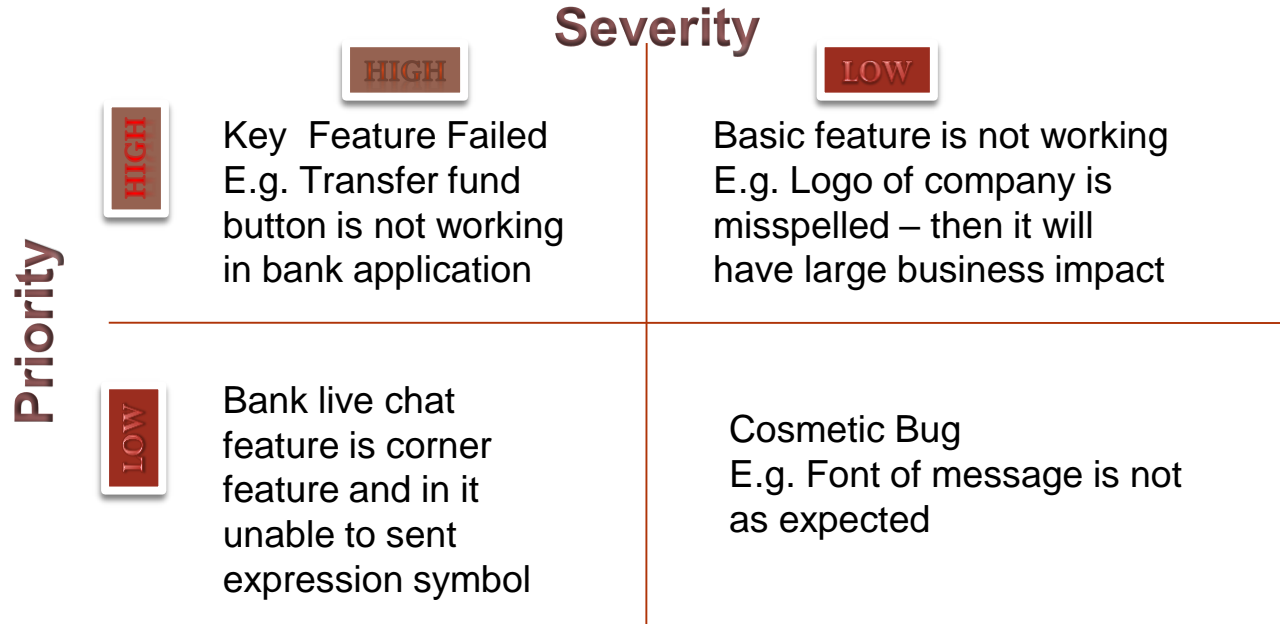 Severity
HIGH
LOW
HIGH
Key Feature Failed
E.g. Transfer fund
button is not working
in bank application
Basic feature is not working
E.g. Logo of company is
misspelled – then it will
have large business impact
Priority
LOW
Bank live chat
feature is corner
feature and in it
unable to sent
expression symbol
Cosmetic Bug
E.g. Font of message is not
as expected